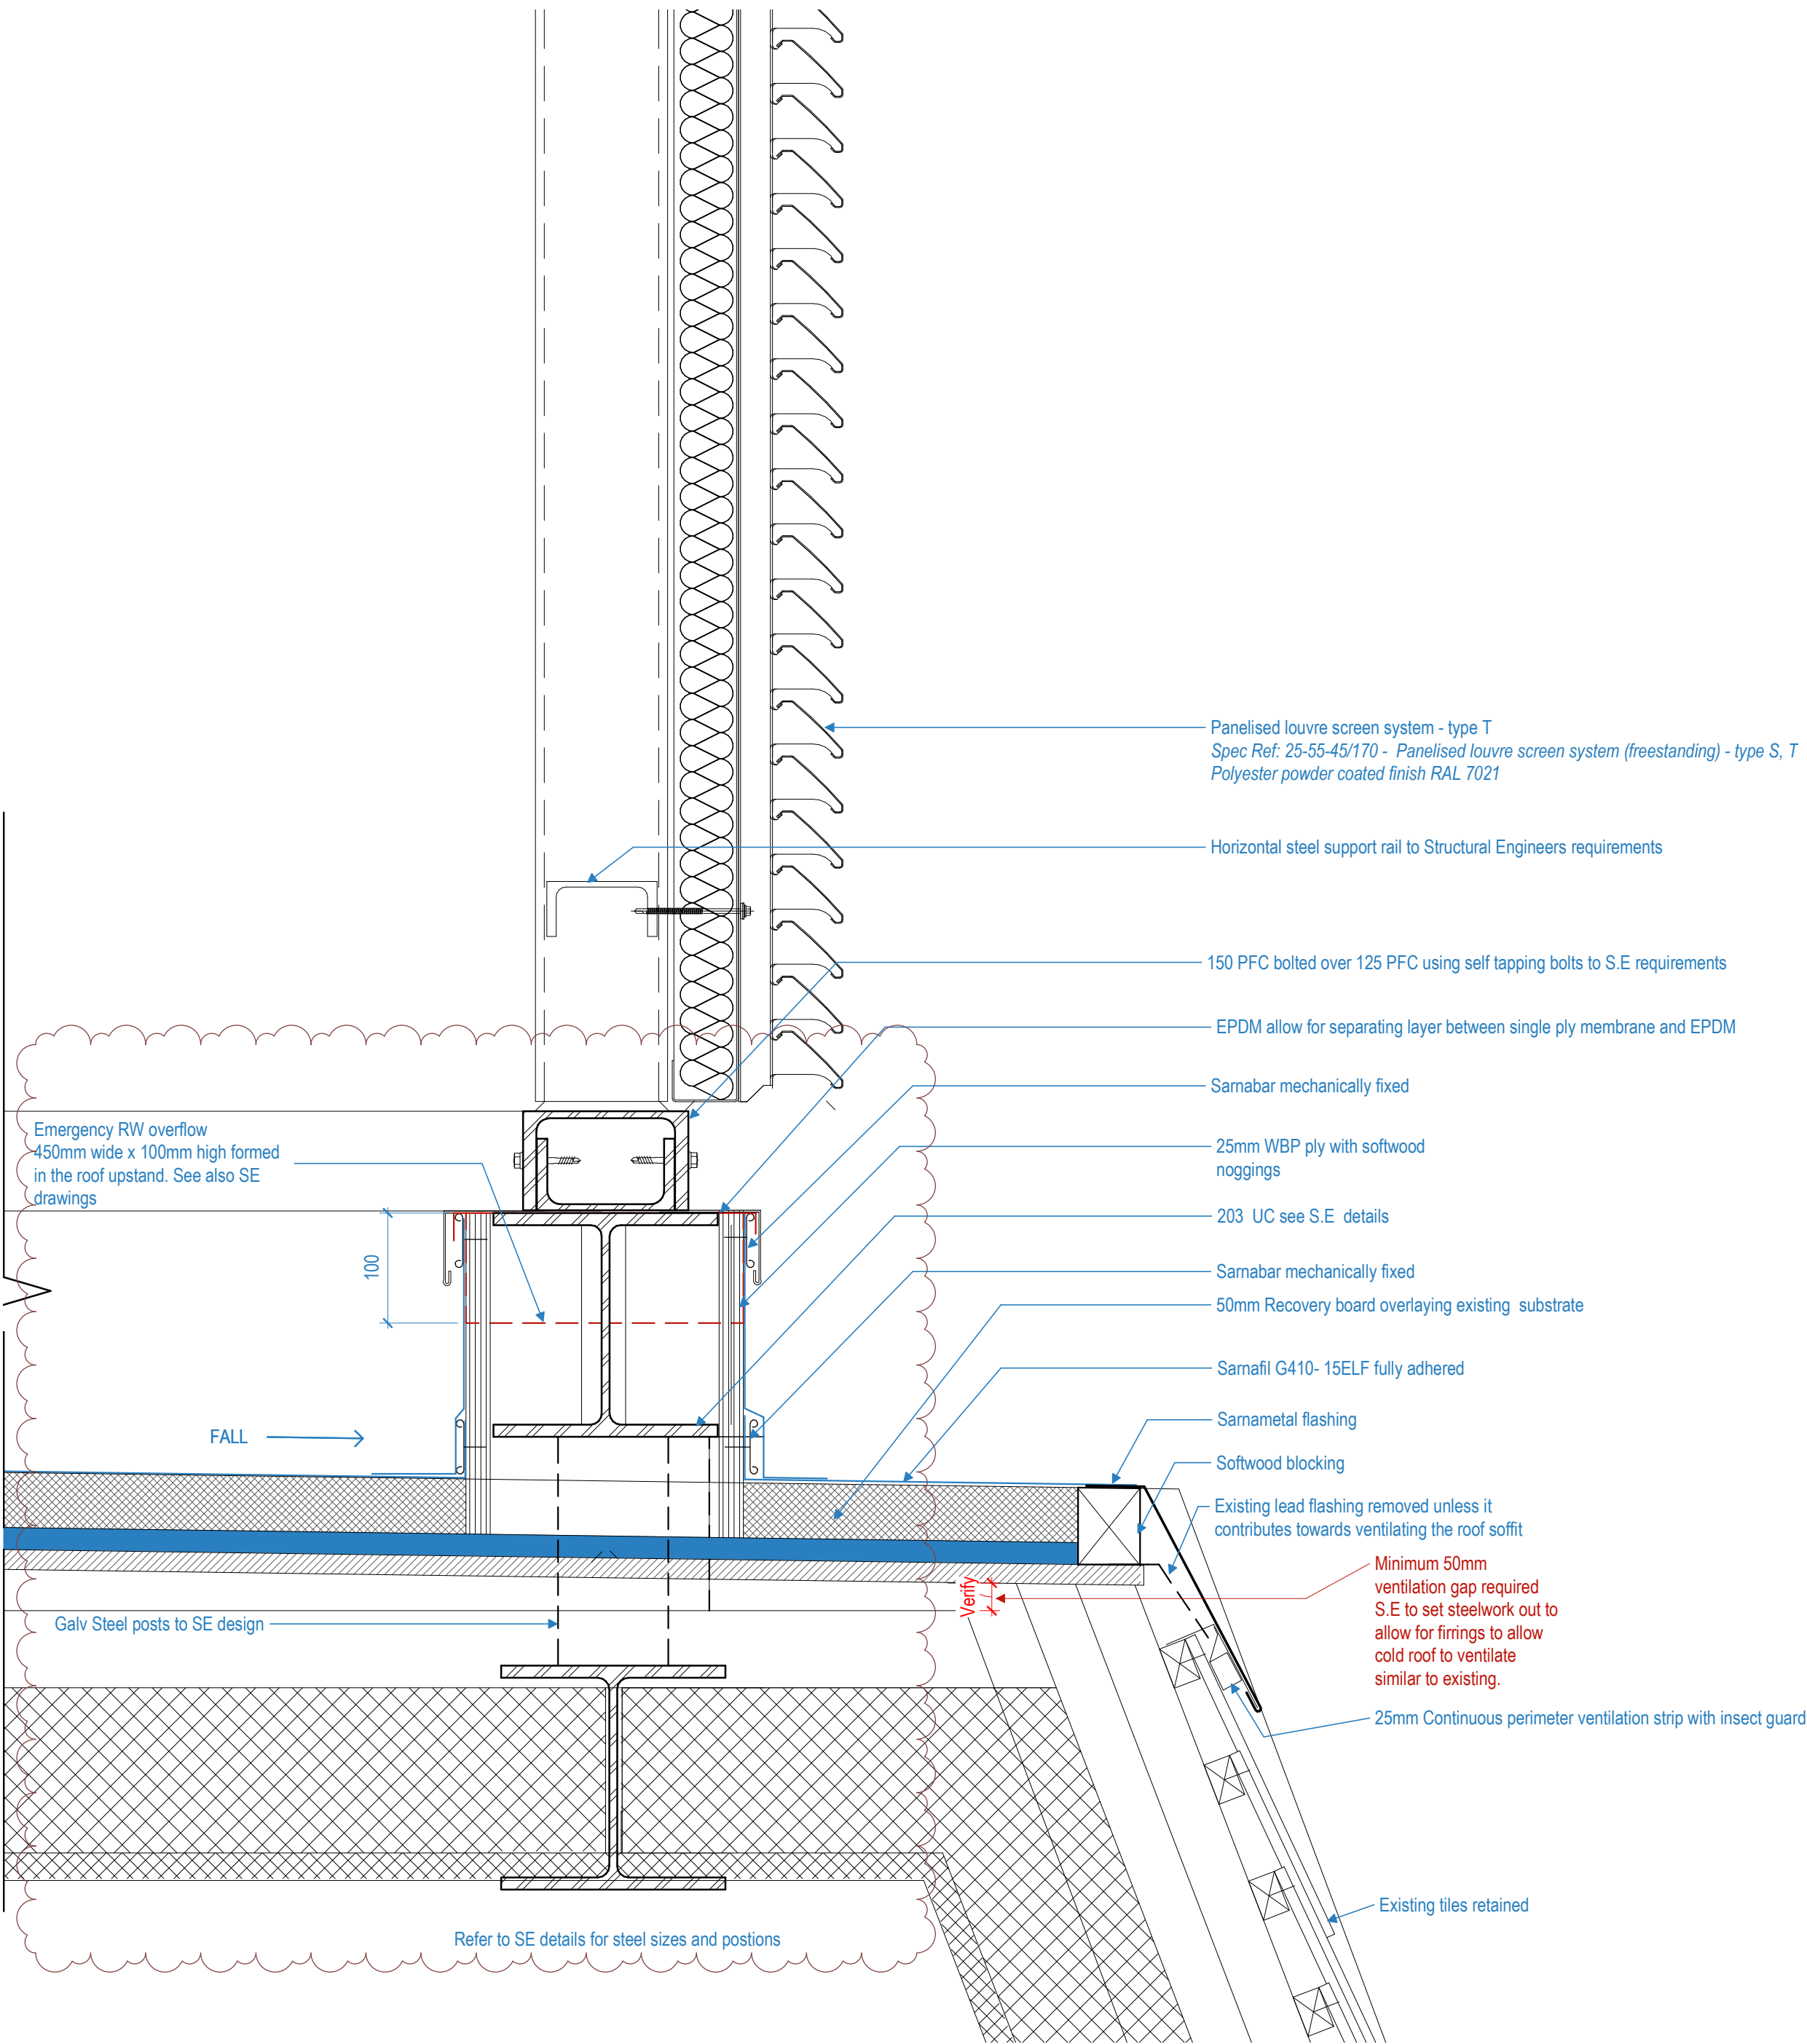 Panelised louvre screen system - type T
Spec Ref: 25-55-45/170 - Panelised louvre screen system (freestanding) - type S, T
Polyester powder coated finish RAL 7021
Horizontal steel support rail to Structural Engineers requirements
150 PFC bolted over 125 PFC using self tapping bolts to S.E requirements
EPDM allow for separating layer between single ply membrane and EPDM
Sarnabar mechanically fixed
Emergency RW overflow
450mm wide x 100mm high formed
in the roof upstand. See also SE
drawings
25mm WBP ply with softwood
noggings
203 UC see S.E details
100
Sarnabar mechanically fixed
50mm Recovery board overlaying existing substrate
Sarnafil G410- 15ELF fully adhered
Sarnametal flashing
FALL
Softwood blocking
Existing lead flashing removed unless it
contributes towards ventilating the roof soffit
Verify
Minimum 50mm
ventilation gap required
S.E to set steelwork out to
allow for firrings to allow
cold roof to ventilate
similar to existing.
Galv Steel posts to SE design
25mm Continuous perimeter ventilation strip with insect guard
Existing tiles retained
Refer to SE details for steel sizes and postions